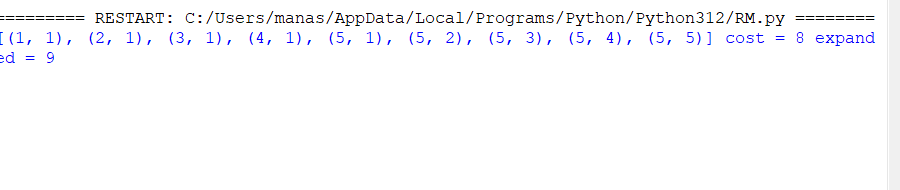 ========= RESTART: C:/Users/manas/AppData/Local/Programs/Python/Python312/RM.py ========
[(1, 1), (2, 1), (3, 1), (4, 1), (5, 1), (5, 2), (5, 3), (5, 4), (5, 5)] cost = 8 expand
ed = 9